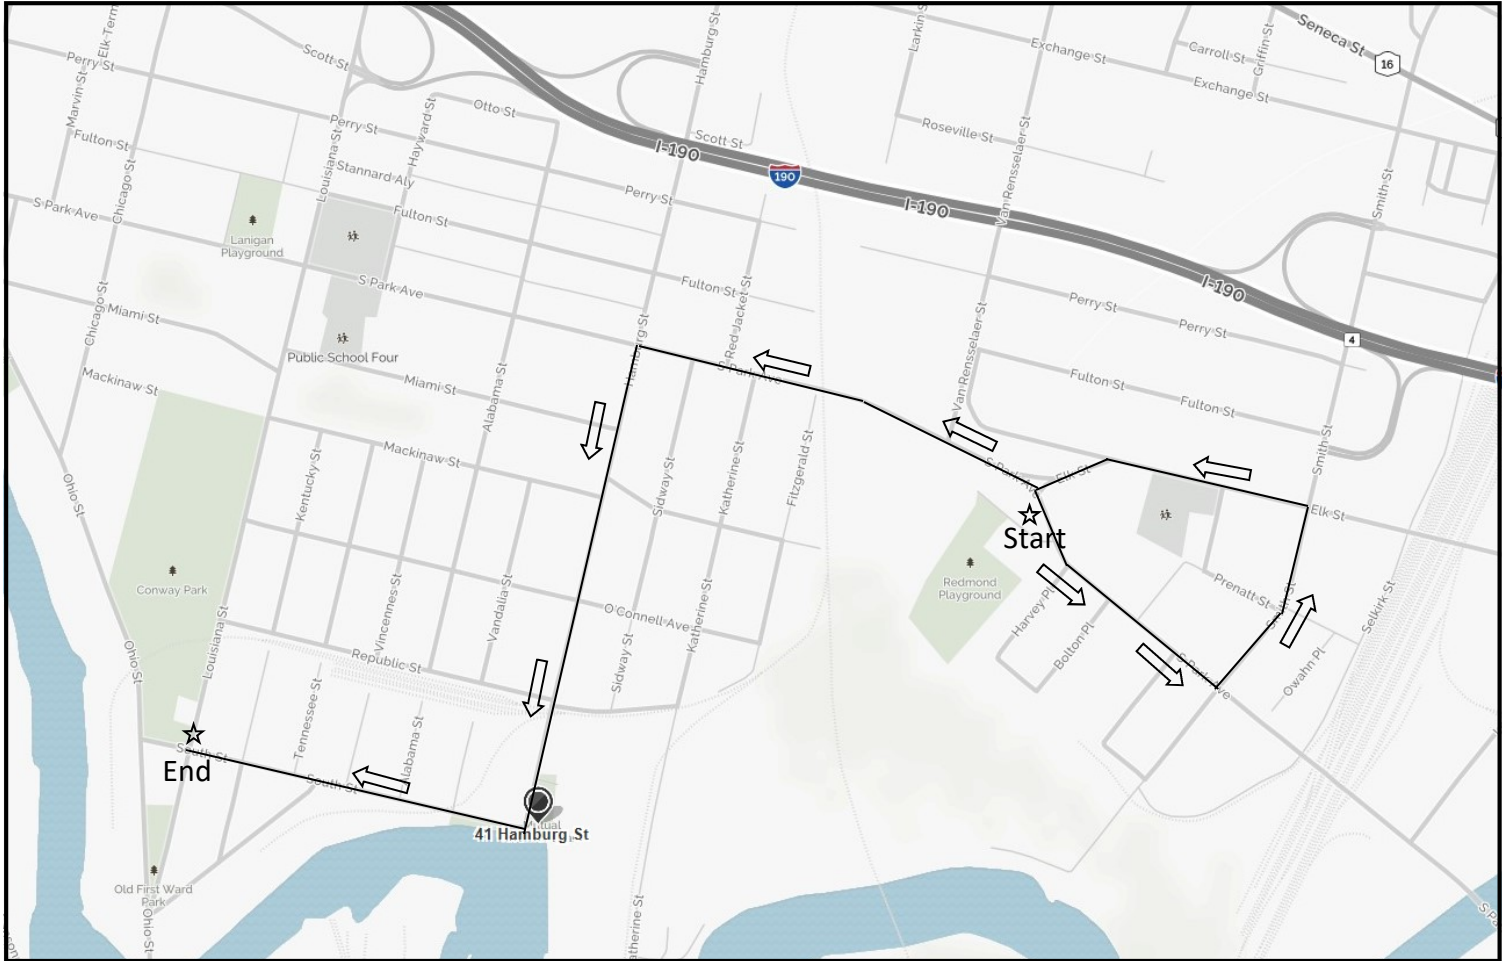 Elk Term
Scott St
Hamburg St
Larkin S
Exchange St
Carroll St
Griffin St
Seneca St
16
Perry St
Marvin St
Exchange St
Otto St
Hayward St
Perry St
Louisiana St
Roseville St
Van Rensselaer St
Scott St
I-190
190
Fulton St
Stannard Aly
Chicago St
Perry St
I-190
Smith St
S Park Ave
Fulton St
Lanigan
Playground
S Park Ave
Fulton St
Red Jacket St
I-190
Perry St
Perry St
4
Miami St
Chicago St
Hamburg St
Public School Four
Van Rensselaer St
Mackinaw St
Miami St
Alabama St
S Park Ave
Fulton St
Fulton St
Mackinaw St
Kentucky St
Sidway St
Katherine St
Fitzgerald St
S Park Ave
Elk St
Smith St
Ohio St
Elk St
Start
Conway Park
Redmond
Playground
Prenatt St
Smith St
Selkirk St
Harvey Pl
Bolton Pl
Vincennes St
Vandalia St
O'Connell Ave
Katherine St
Louisiana St
Ohio St
Republic St
Sidway St
S Park Ave
Owahn Pl
Tennessee St
Alabama St
South St
End
South St
Mutual
41 Hamburg St
Old First Ward
Park
Ohio St
atherine St
S Pa